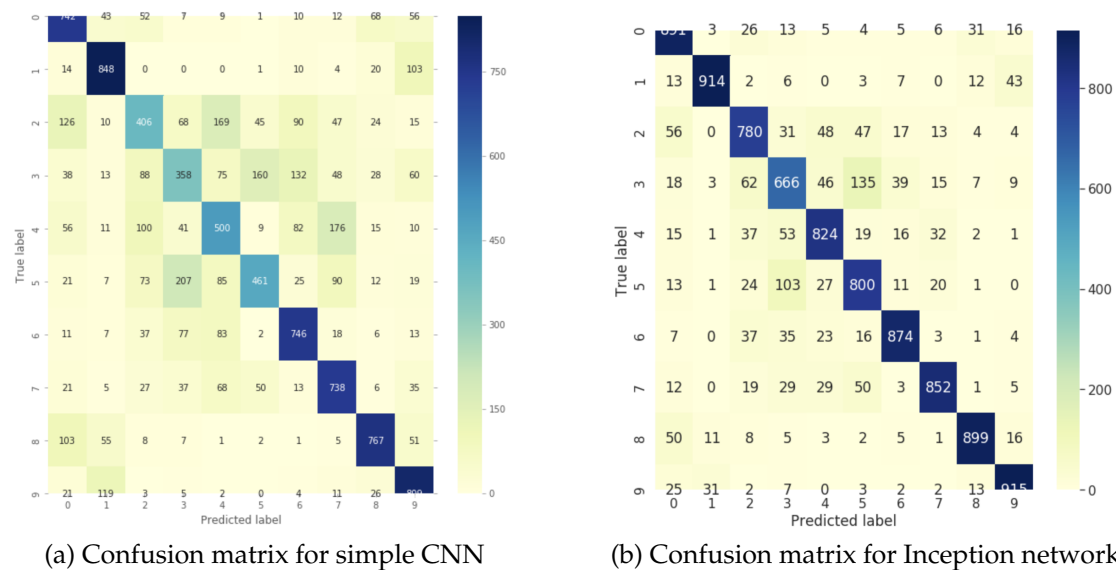 0 742 43 52 7 9 1 10 12 68 56
1 14 848 0 0 0 1 10 4 20 103
2 126 10 406 68 169 45 90 47 24 15
3 38 13 88 358 75 160 132 48 28 60
4 56 11 100 41 500 9 82 176 15 10
5 21 7 73 207 85 461 25 90 12 19
6 11 7 37 77 83 2 746 18 6 13
7 21 5 27 37 68 50 13 738 6 35
8 103 55 8 7 1 2 1 5 767 51
9 21 119 3 5 2 0 4 11 26 809
0 1 2 3 4 5 6 7 8 9
True label
Predicted label
750
600
450
300
150
0
(a) Confusion matrix for simple CNN
0 891 3 26 13 5 4 5 6 31 16
1 13 914 2 6 0 3 7 0 12 43
2 56 0 780 31 48 47 17 13 4 4
3 18 3 62 666 46 135 39 15 7 9
4 15 1 37 53 824 19 16 32 2 1
5 13 1 24 103 27 800 11 20 1 0
6 7 0 37 35 23 16 874 3 1 4
7 12 0 19 29 29 50 3 852 1 5
8 50 11 8 5 3 2 5 1 899 16
9 25 31 2 7 0 3 2 2 13 915
0 1 2 3 4 5 6 7 8 9
True label
Predicted label
800
600
400
200
0
(b) Confusion matrix for Inception network